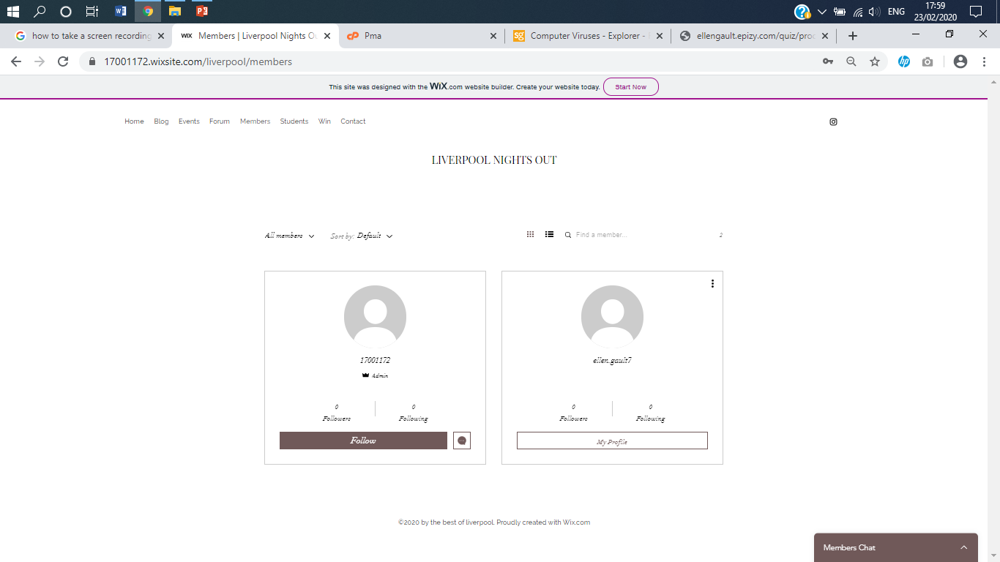 17:59
ENG
23/02/2020
how to take a screen recording
WIX Members | Liverpool Nights Ou
cP Pma
sg Computer Viruses - Explorer -
ellengault.epizy.com/quiz/proc
17001172.wixsite.com/liverpool/members
This site was designed with the WiX.com website builder. Create your website today. Start Now
Home Blog Events Forum Members Students Win Contact
LIVERPOOL NIGHTS OUT
All members Sort by: Default Find a member... 2
17001172
Admin
0 0
Followers Following
Follow
ellen.gault7
0 0
Followers Following
My Profile
©2020 by the best of liverpool. Proudly created with Wix.com
Members Chat